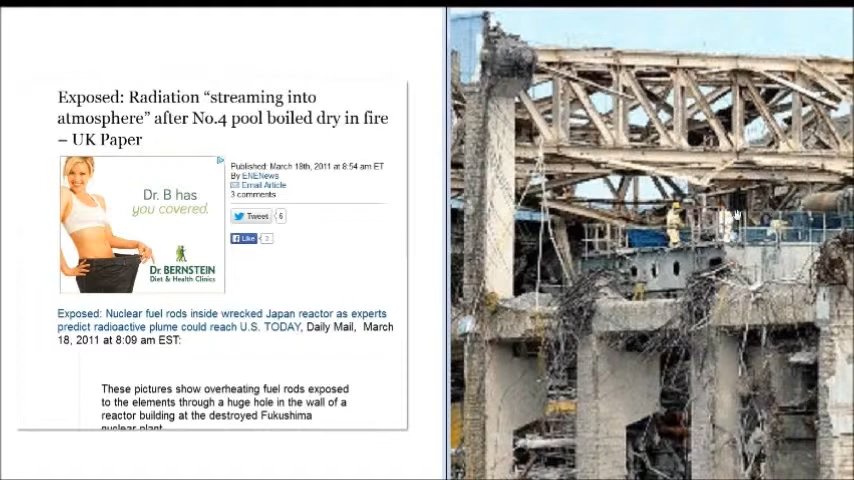 Exposed: Radiation “streaming into
atmosphere” after No.4 pool boiled dry in fire
– UK Paper
Dr. B has
you covered.
Dr. BERNSTEIN
Diet & Health Clinics
Published: March 18th, 2011 at 8:54 am ET
By ENENews
Email Article
3 comments
Tweet 6
Like
Exposed: Nuclear fuel rods inside wrecked Japan reactor as experts
predict radioactive plume could reach U.S. TODAY, Daily Mail, March
18, 2011 at 8:09 am EST:
These pictures show overheating fuel rods exposed
to the elements through a huge hole in the wall of a
reactor building at the destroyed Fukushima
nuclear plant